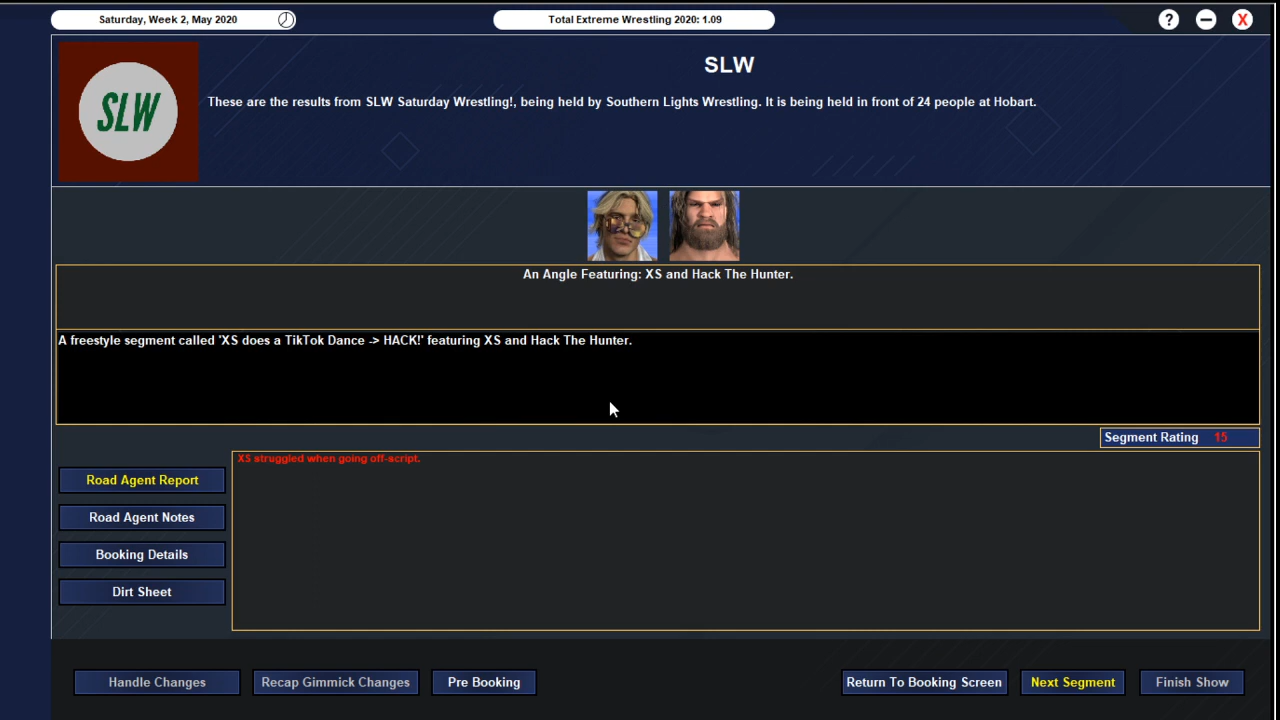 Saturday, Week 2, May 2020
Total Extreme Wrestling 2020: 1.09
?
X
SLW
SLW
These are the results from SLW Saturday Wrestling!, being held by Southern Lights Wrestling. It is being held in front of 24 people at Hobart.
An Angle Featuring: XS and Hack The Hunter.
A freestyle segment called 'XS does a TikTok Dance -> HACK!' featuring XS and Hack The Hunter.
Segment Rating 15
XS struggled when going off-script.
Road Agent Report
Road Agent Notes
Booking Details
Dirt Sheet
Handle Changes
Recap Gimmick Changes
Pre Booking
Return To Booking Screen
Next Segment
Finish Show